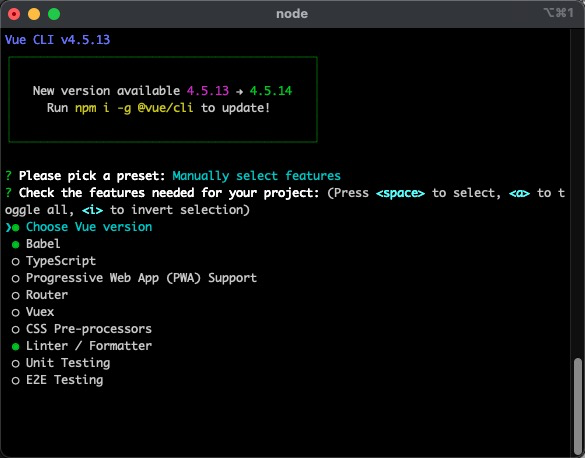 node
⌥⌘1
Vue CLI v4.5.13
New version available 4.5.13 → 4.5.14
Run npm i -g @vue/cli to update!
? Please pick a preset: Manually select features
? Check the features needed for your project: (Press <space> to select, <a> to t
oggle all, <i> to invert selection)
❯◉ Choose Vue version
◉ Babel
◯ TypeScript
◯ Progressive Web App (PWA) Support
◯ Router
◯ Vuex
◯ CSS Pre-processors
◉ Linter / Formatter
◯ Unit Testing
◯ E2E Testing